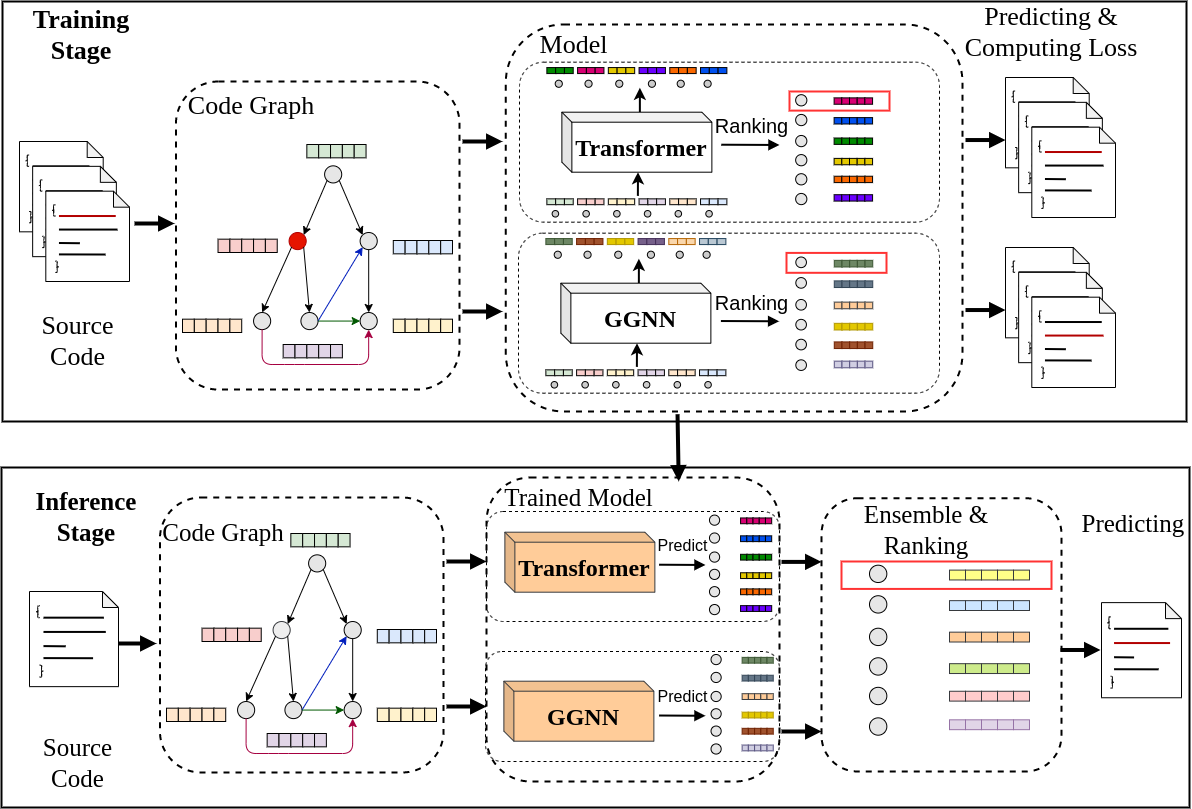 Training
Stage
Source
Code
Code Graph
Model
Transformer
Ranking
GGNN
Ranking
Predicting &
Computing Loss
Inference
Stage
Source
Code
Code Graph
Trained Model
Transformer
Predict
GGNN
Predict
Ensemble &
Ranking
Predicting